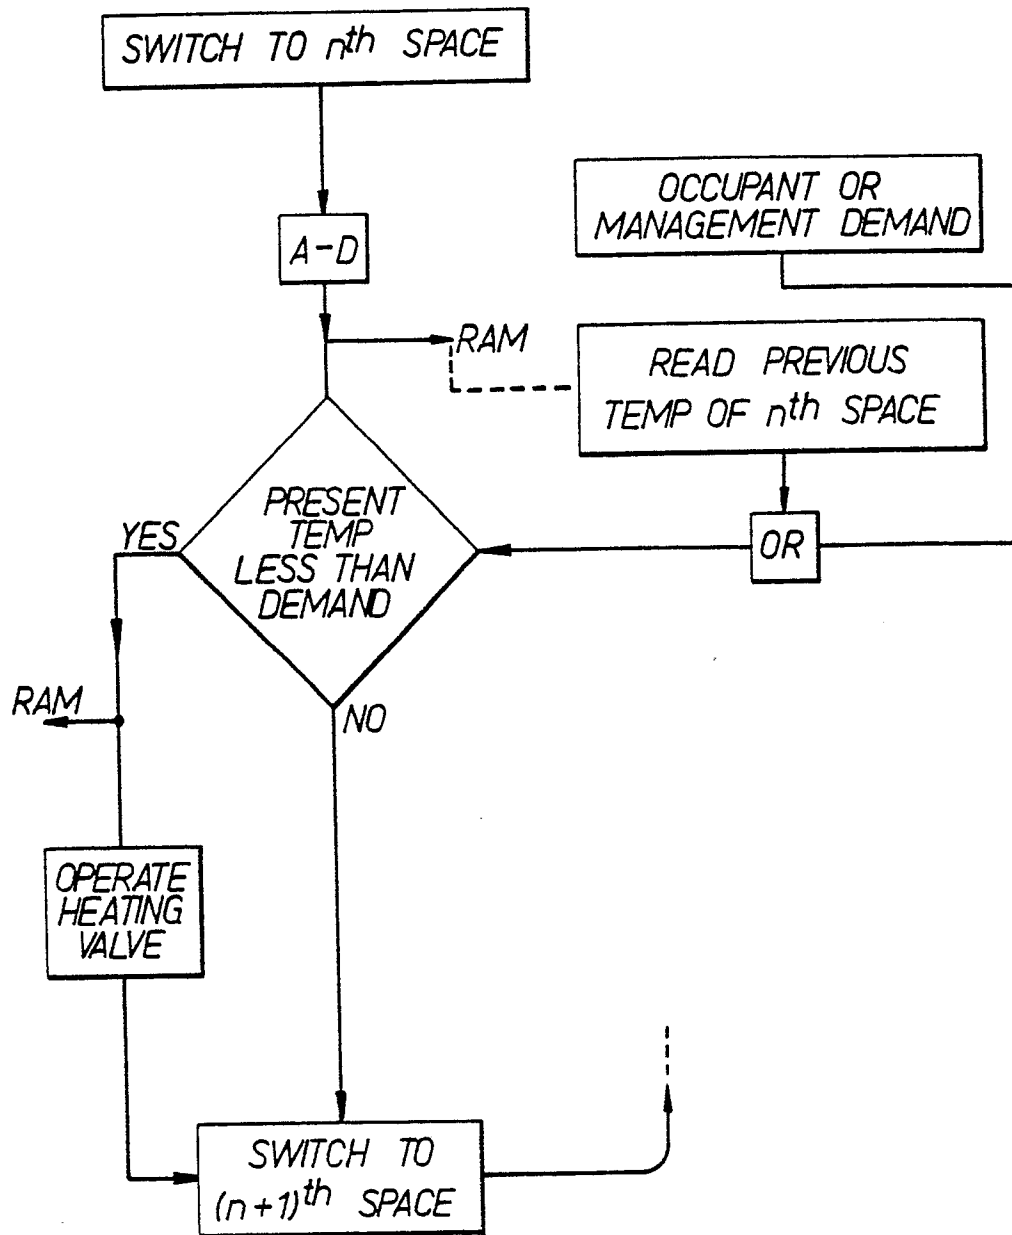 SWITCH TO nth SPACE
A-D
OCCUPANT OR
MANAGEMENT DEMAND
RAM
READ PREVIOUS
TEMP OF nth SPACE
OR
PRESENT
TEMP
LESS THAN
DEMAND
YES
NO
RAM
OPERATE
HEATING
VALVE
SWITCH TO
(n+1)th SPACE